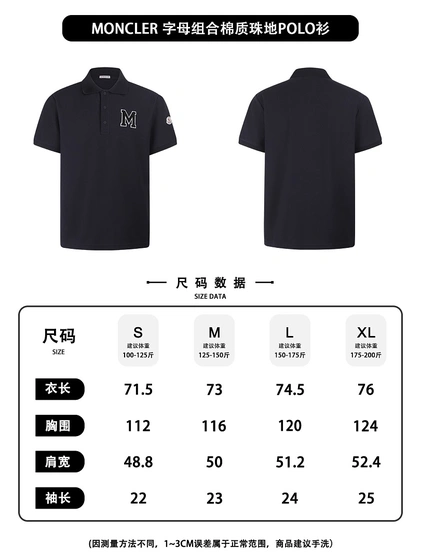 MONCLER 字母组合棉质珠地POLO衫
M
尺码数据
SIZE DATA
尺码 S M L XL
SIZE 建议体重 建议体重 建议体重 建议体重
100-125斤 125-150斤 150-175斤 175-200斤
衣长 71.5 73 74.5 76
胸围 112 116 120 124
肩宽 48.8 50 51.2 52.4
袖长 22 23 24 25
(因测量方法不同，1~3CM误差属于正常范围，商品建议手洗)